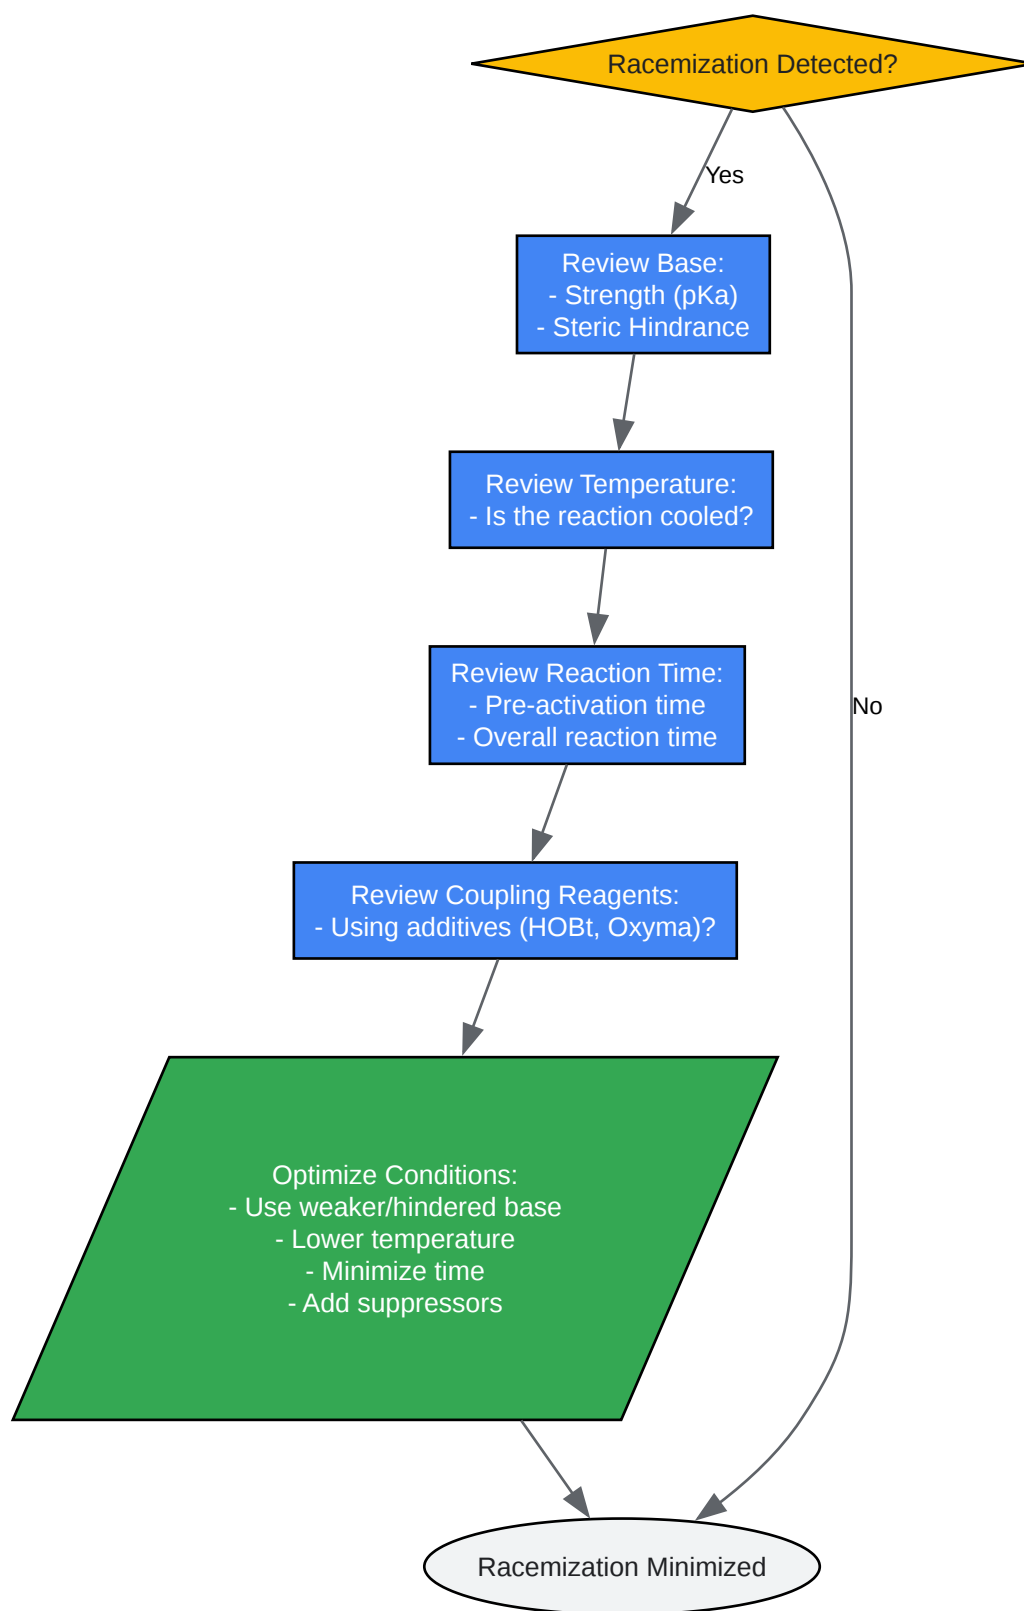 Racemization Detected?
Yes
Review Base:
- Strength (pKa)
- Steric Hindrance
Review Temperature:
- Is the reaction cooled?
Review Reaction Time:
- Pre-activation time
- Overall reaction time
No
Review Coupling Reagents:
- Using additives (HOBt, Oxyma)?
Optimize Conditions:
- Use weaker/hindered base
- Lower temperature
- Minimize time
- Add suppressors
Racemization Minimized